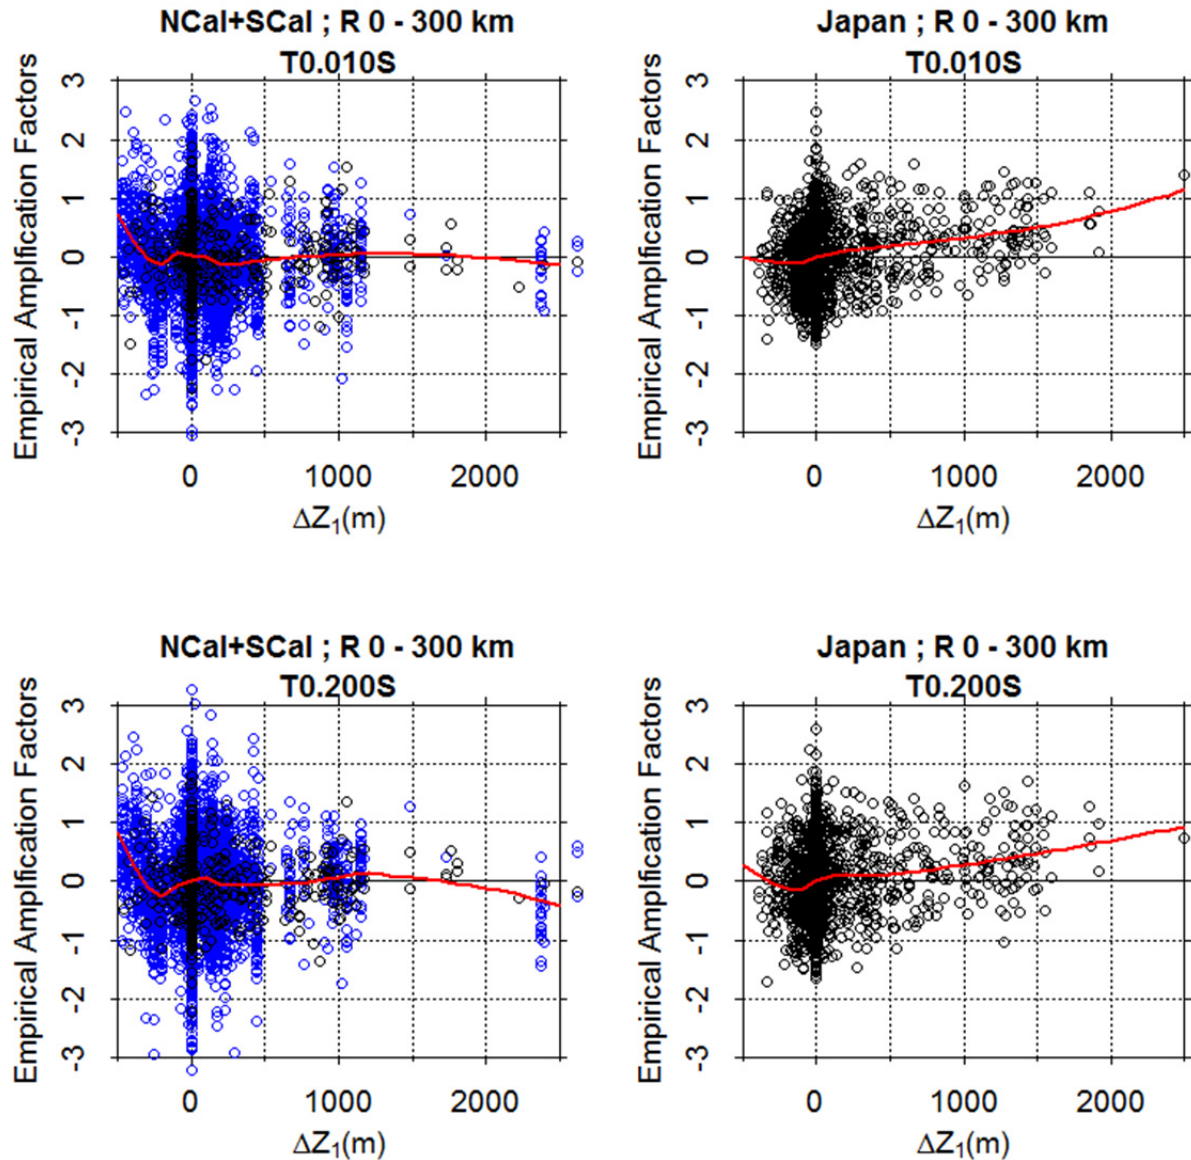 NCal+SCal ; R 0 - 300 km
T0.010S
Empirical Amplfication Factors
3
2
1
0
-1
-2
-3
0 1000 2000
ΔZ₁(m)
Japan ; R 0 - 300 km
T0.010S
Empirical Amplfication Factors
3
2
1
0
-1
-2
-3
0 1000 2000
ΔZ₁(m)
NCal+SCal ; R 0 - 300 km
T0.200S
Empirical Amplfication Factors
3
2
1
0
-1
-2
-3
0 1000 2000
ΔZ₁(m)
Japan ; R 0 - 300 km
T0.200S
Empirical Amplfication Factors
3
2
1
0
-1
-2
-3
0 1000 2000
ΔZ₁(m)